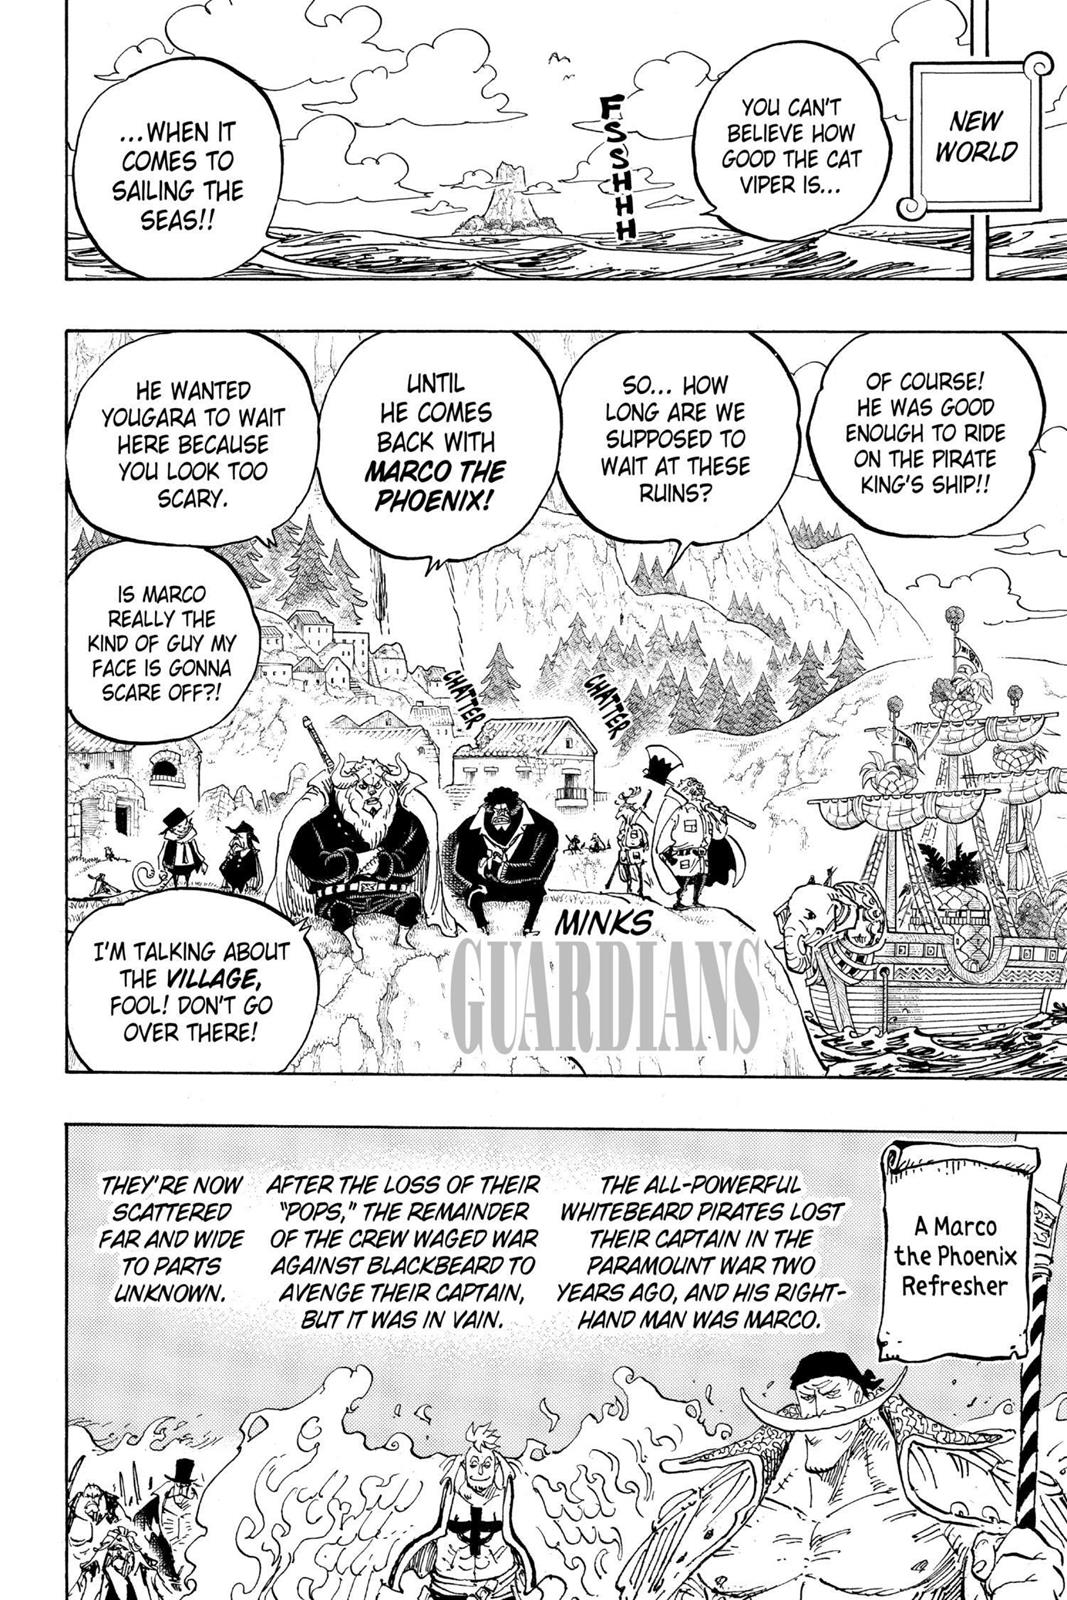 NEW
WORLD
YOU CAN'T
BELIEVE HOW
GOOD THE CAT
VIPER IS...
FSSHHH
...WHEN IT
COMES TO
SAILING THE
SEAS!!
OF COURSE!
HE WAS GOOD
ENOUGH TO RIDE
ON THE PIRATE
KING'S SHIP!!
SO... HOW
LONG ARE WE
SUPPOSED TO
WAIT AT THESE
RUINS?
UNTIL
HE COMES
BACK WITH
MARCO THE
PHOENIX!
HE WANTED
YOUGARA TO WAIT
HERE BECAUSE
YOU LOOK TOO
SCARY.
IS MARCO
REALLY THE
KIND OF GUY MY
FACE IS GONNA
SCARE OFF?!
CHATTER
CHATTER
I'M TALKING ABOUT
THE VILLAGE,
FOOL! DON'T GO
OVER THERE!
MINKS
GUARDIANS
A Marco
the Phoenix
Refresher
THE ALL-POWERFUL
WHITEBEARD PIRATES LOST
THEIR CAPTAIN IN THE
PARAMOUNT WAR TWO
YEARS AGO, AND HIS RIGHT-
HAND MAN WAS MARCO.
AFTER THE LOSS OF THEIR
"POPS," THE REMAINDER
OF THE CREW WAGED WAR
AGAINST BLACKBEARD TO
AVENGE THEIR CAPTAIN,
BUT IT WAS IN VAIN.
THEY'RE NOW
SCATTERED
FAR AND WIDE
TO PARTS
UNKNOWN.